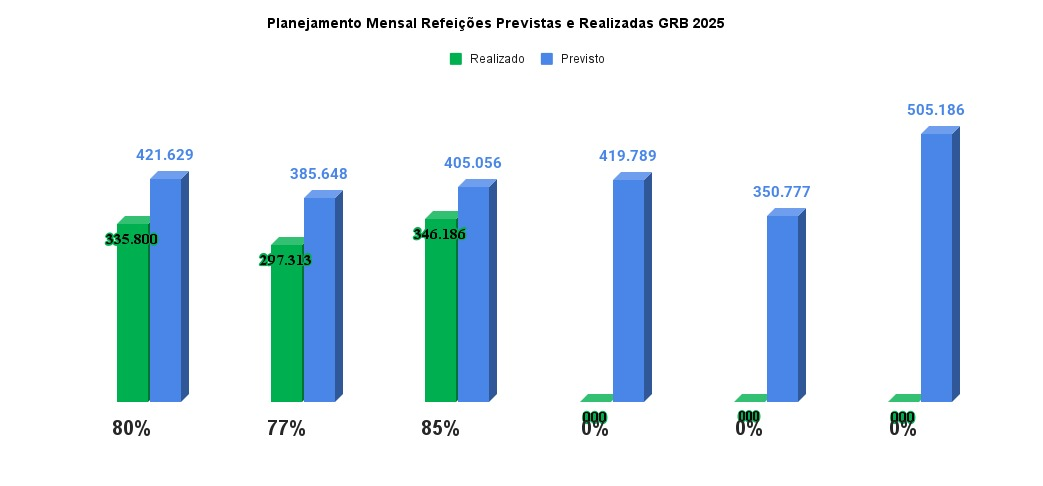 Planejamento Mensal Refeições Previstas e Realizadas GRB 2025
Realizado Previsto
505.186
421.629 385.648 405.056 419.789 350.777
335.800 297.313 346.186
000 000 000
80% 77% 85% 0% 0% 0%